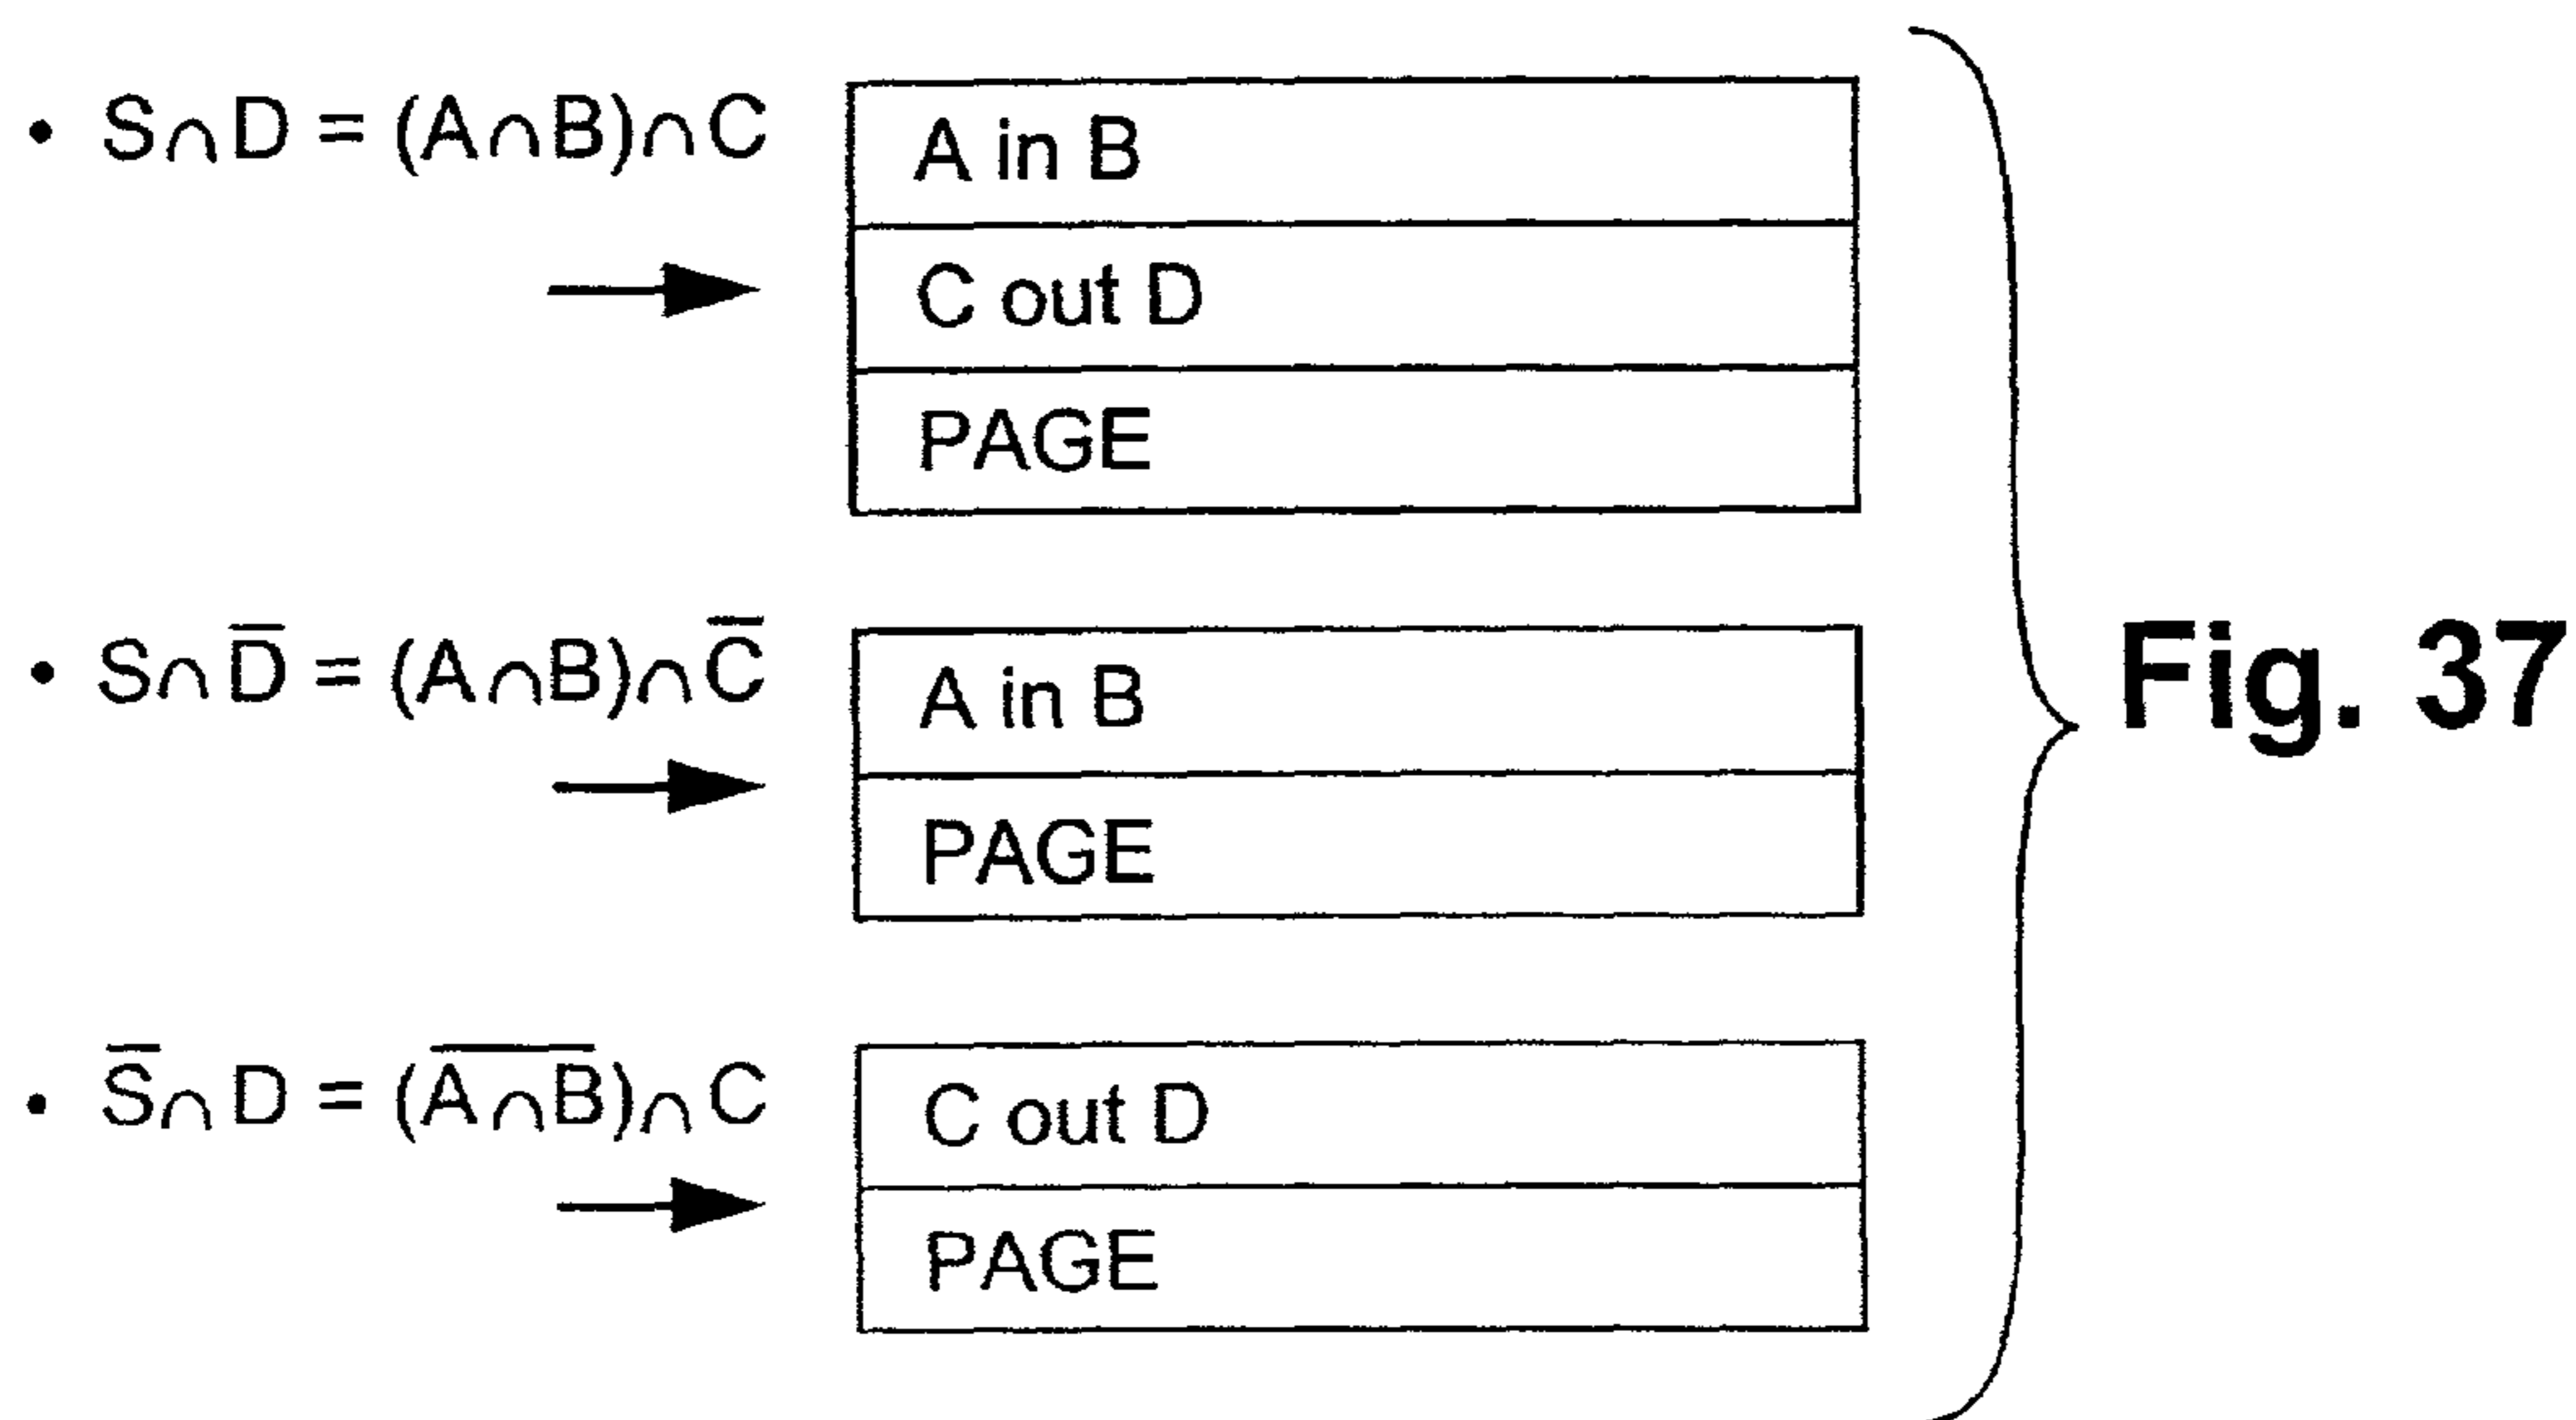 • S∩D = (A∩B)∩C
A in B
C out D
PAGE
• S∩D̅ = (A∩B)∩C̅
A in B
PAGE
• S̅∩D = (A̅∩̅B̅)∩C
C out D
PAGE
Fig. 37